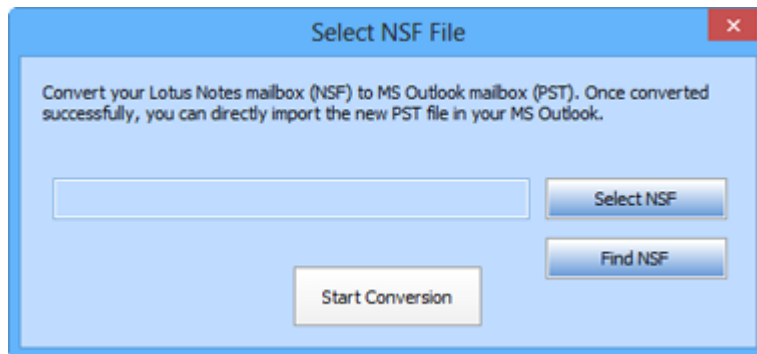 Select NSF File
Convert your Lotus Notes mailbox (NSF) to MS Outlook mailbox (PST). Once converted
successfully, you can directly import the new PST file in your MS Outlook.
Select NSF
Find NSF
Start Conversion